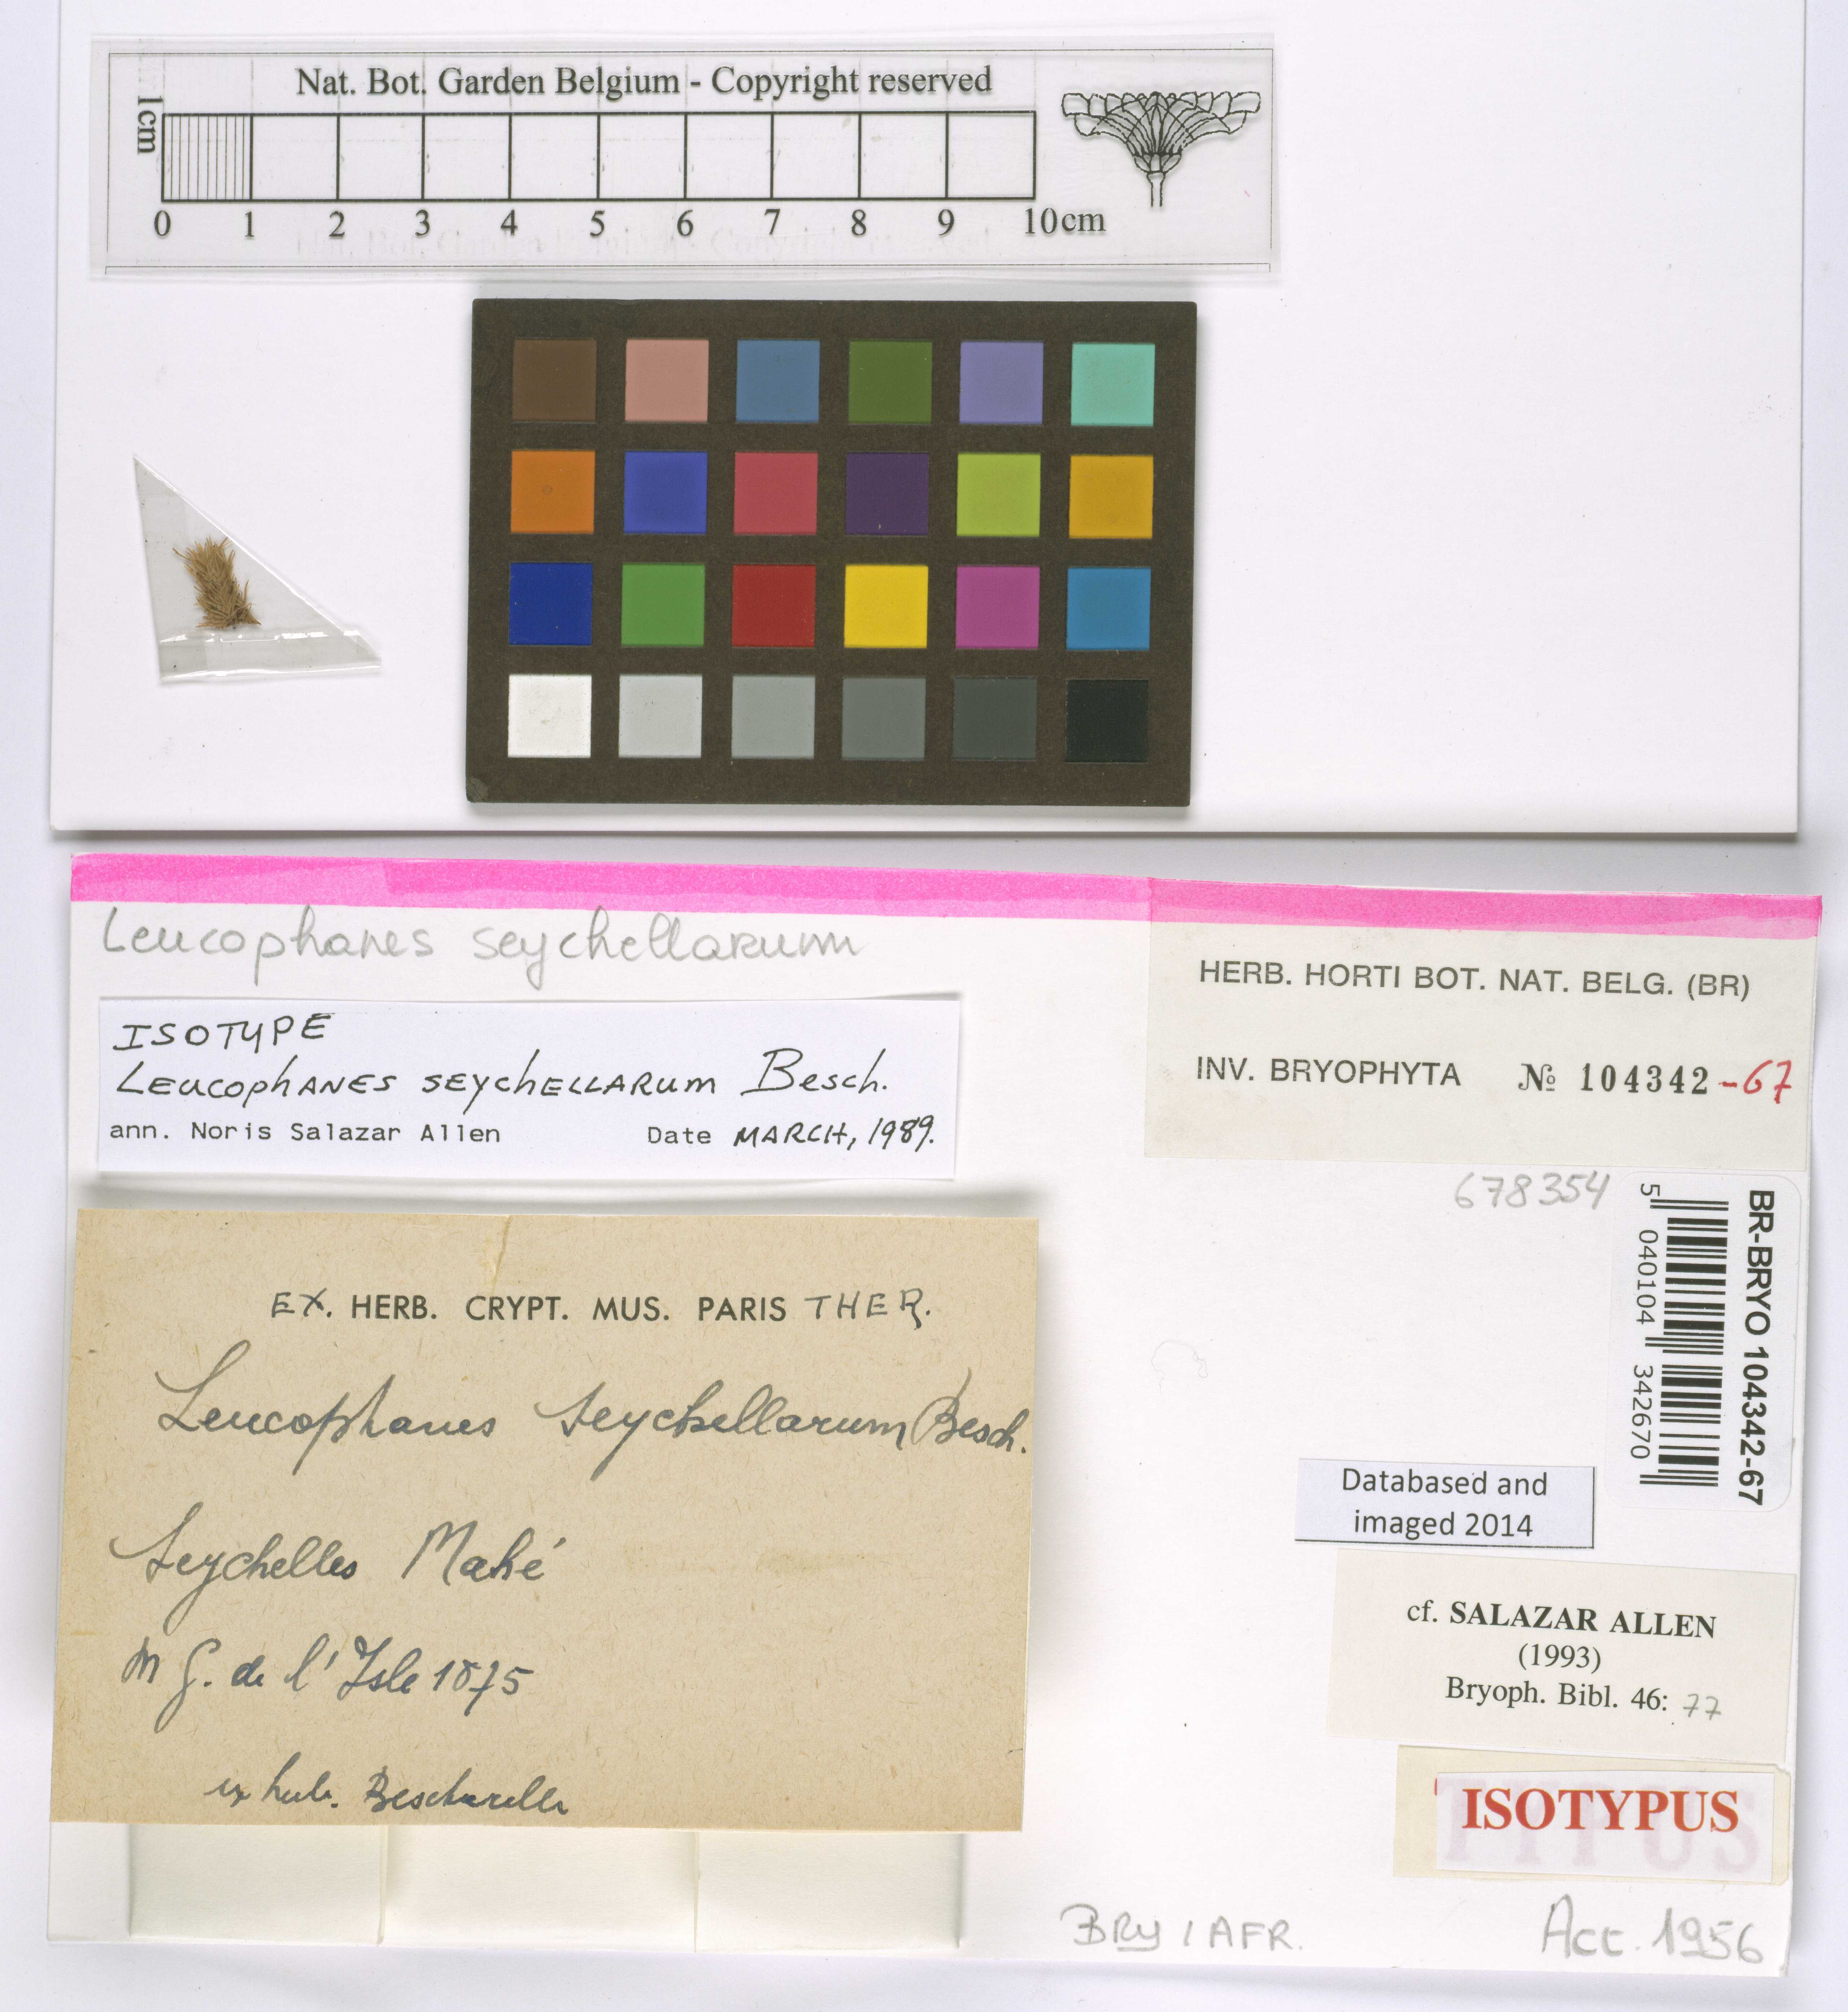 Nat. Bot. Garden Belgium - Copyright reserved
1cm
0 1 2 3 4 5 6 7 8 9 10cm
Leucophanes seychellarum
HERB. HORTI BOT. NAT. BELG. (BR)
INV. BRYOPHYTA № 104342-67
ISOTYPE
Leucophanes seychellarum Besch.
ann. Noris Salazar Allen Date MARCH, 1989.
678354
BR-BRYO 104342-67
5 040104 342670
EX. HERB. CRYPT. MUS. PARIS THER.
Leucophanes seychellarum Besch.
Seychelles Mahé
M G. de l'Isle 1875
ex herb. Bescherelle
Databased and
imaged 2014
cf. SALAZAR ALLEN
(1993)
Bryoph. Bibl. 46: 77
ISOTYPUS
TYPUS
BRY / AFR.
Acc. 1956